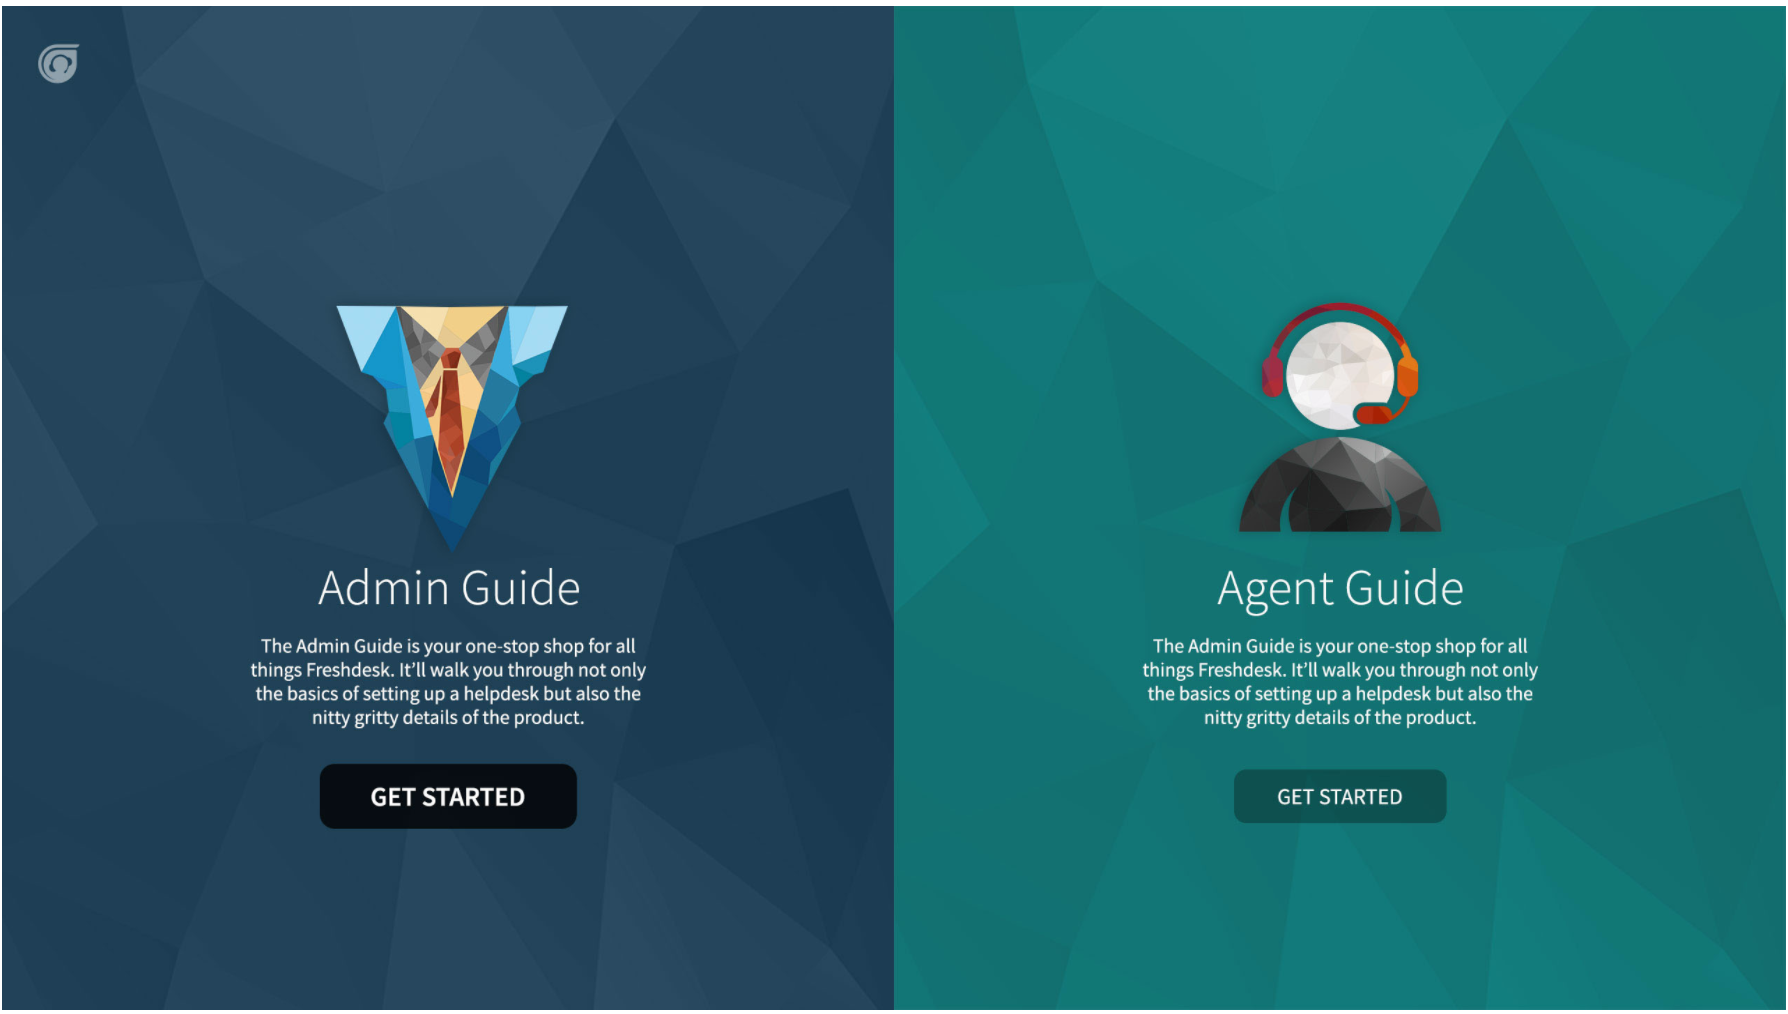 Admin Guide
The Admin Guide is your one-stop shop for all
things Freshdesk. It’ll walk you through not only
the basics of setting up a helpdesk but also the
nitty gritty details of the product.
GET STARTED
Agent Guide
The Admin Guide is your one-stop shop for all
things Freshdesk. It’ll walk you through not only
the basics of setting up a helpdesk but also the
nitty gritty details of the product.
GET STARTED